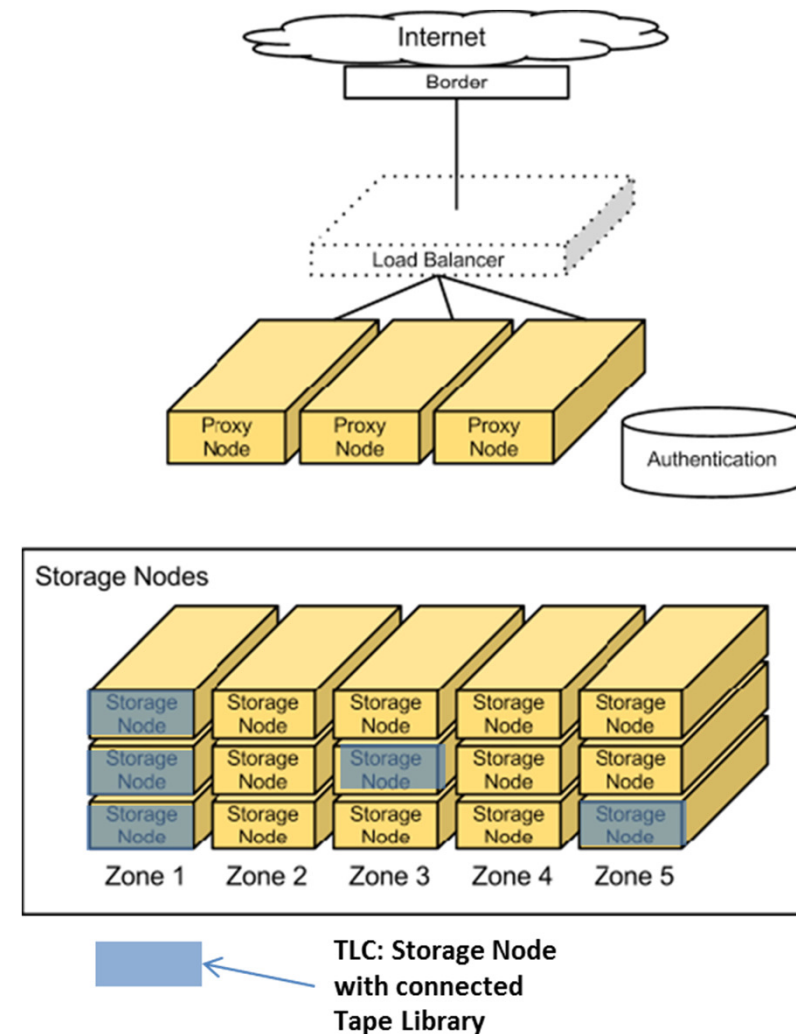 Internet
Border
Load Balancer
Proxy Proxy Proxy
Node Node Node
Authentication
Storage Nodes
Storage Storage Storage Storage Storage
Node Node Node Node Node
Storage Storage Storage Storage Storage
Node Node Node Node Node
Storage Storage Storage Storage Storage
Node Node Node Node Node
Zone 1 Zone 2 Zone 3 Zone 4 Zone 5
TLC: Storage Node
with connected
Tape Library